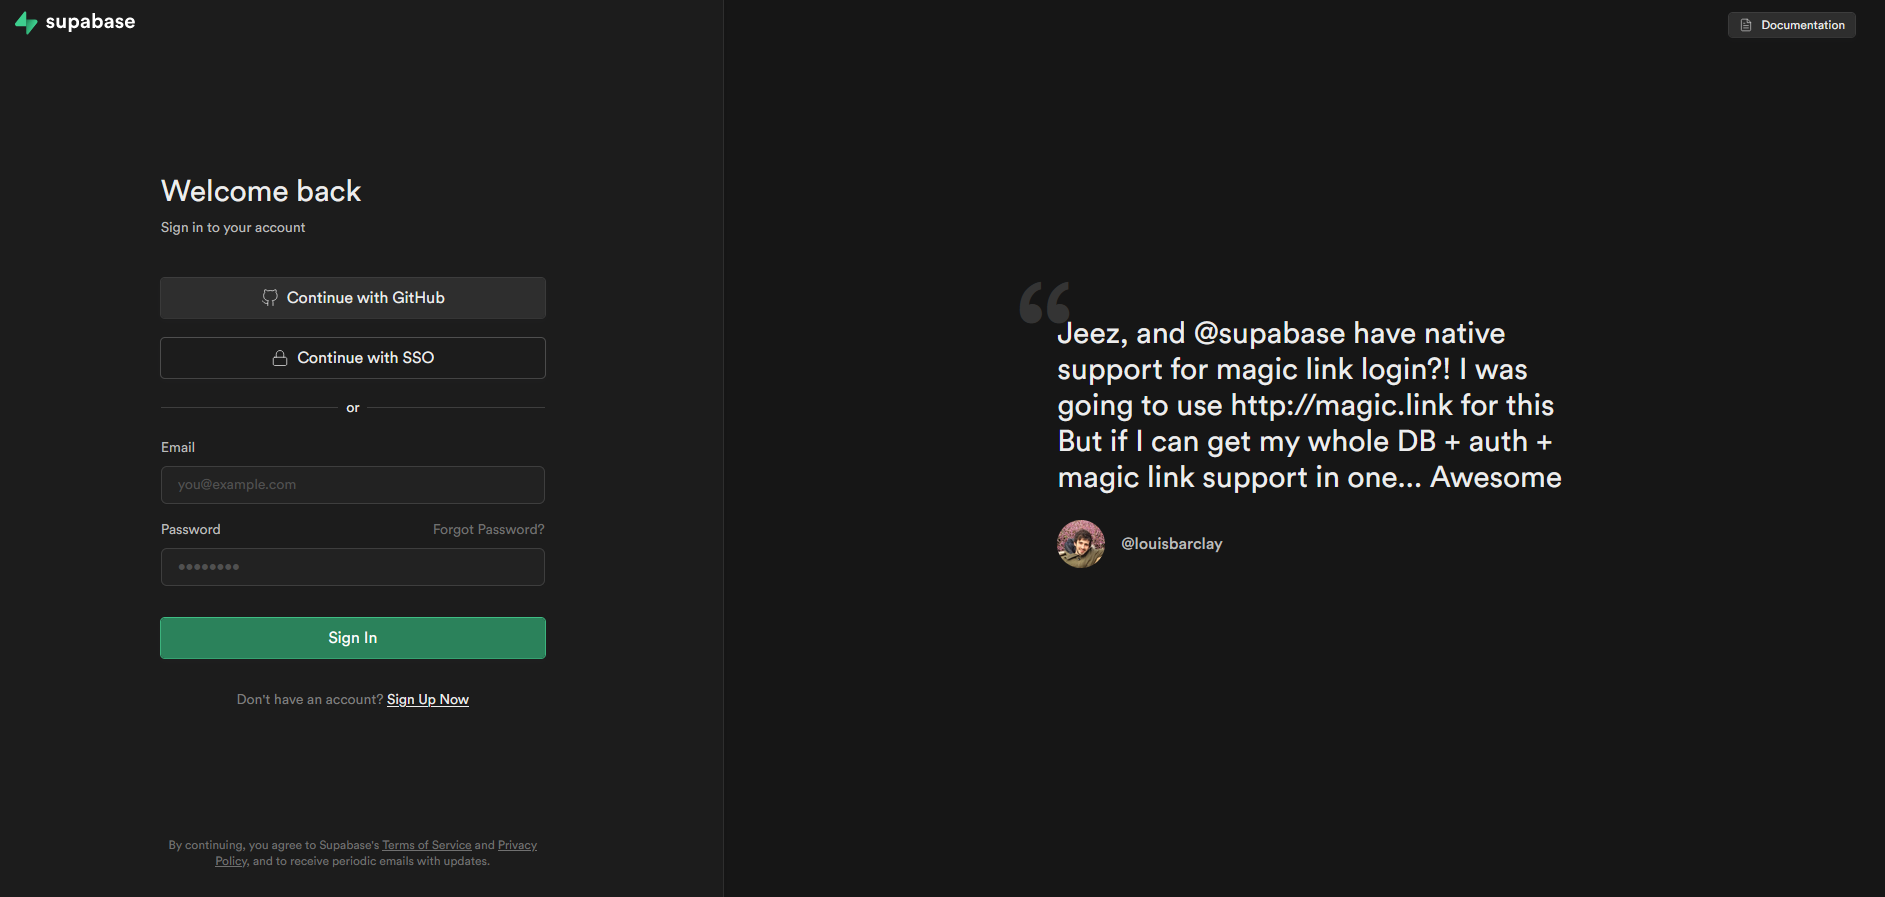 supabase
Documentation
Welcome back
Sign in to your account
Continue with GitHub
Continue with SSO
or
Email
you@example.com
Password
Forgot Password?
••••••••
Sign In
Don't have an account? Sign Up Now
By continuing, you agree to Supabase's Terms of Service and Privacy
Policy, and to receive periodic emails with updates.
“
Jeez, and @supabase have native
support for magic link login?! I was
going to use http://magic.link for this
But if I can get my whole DB + auth +
magic link support in one... Awesome
@louisbarclay